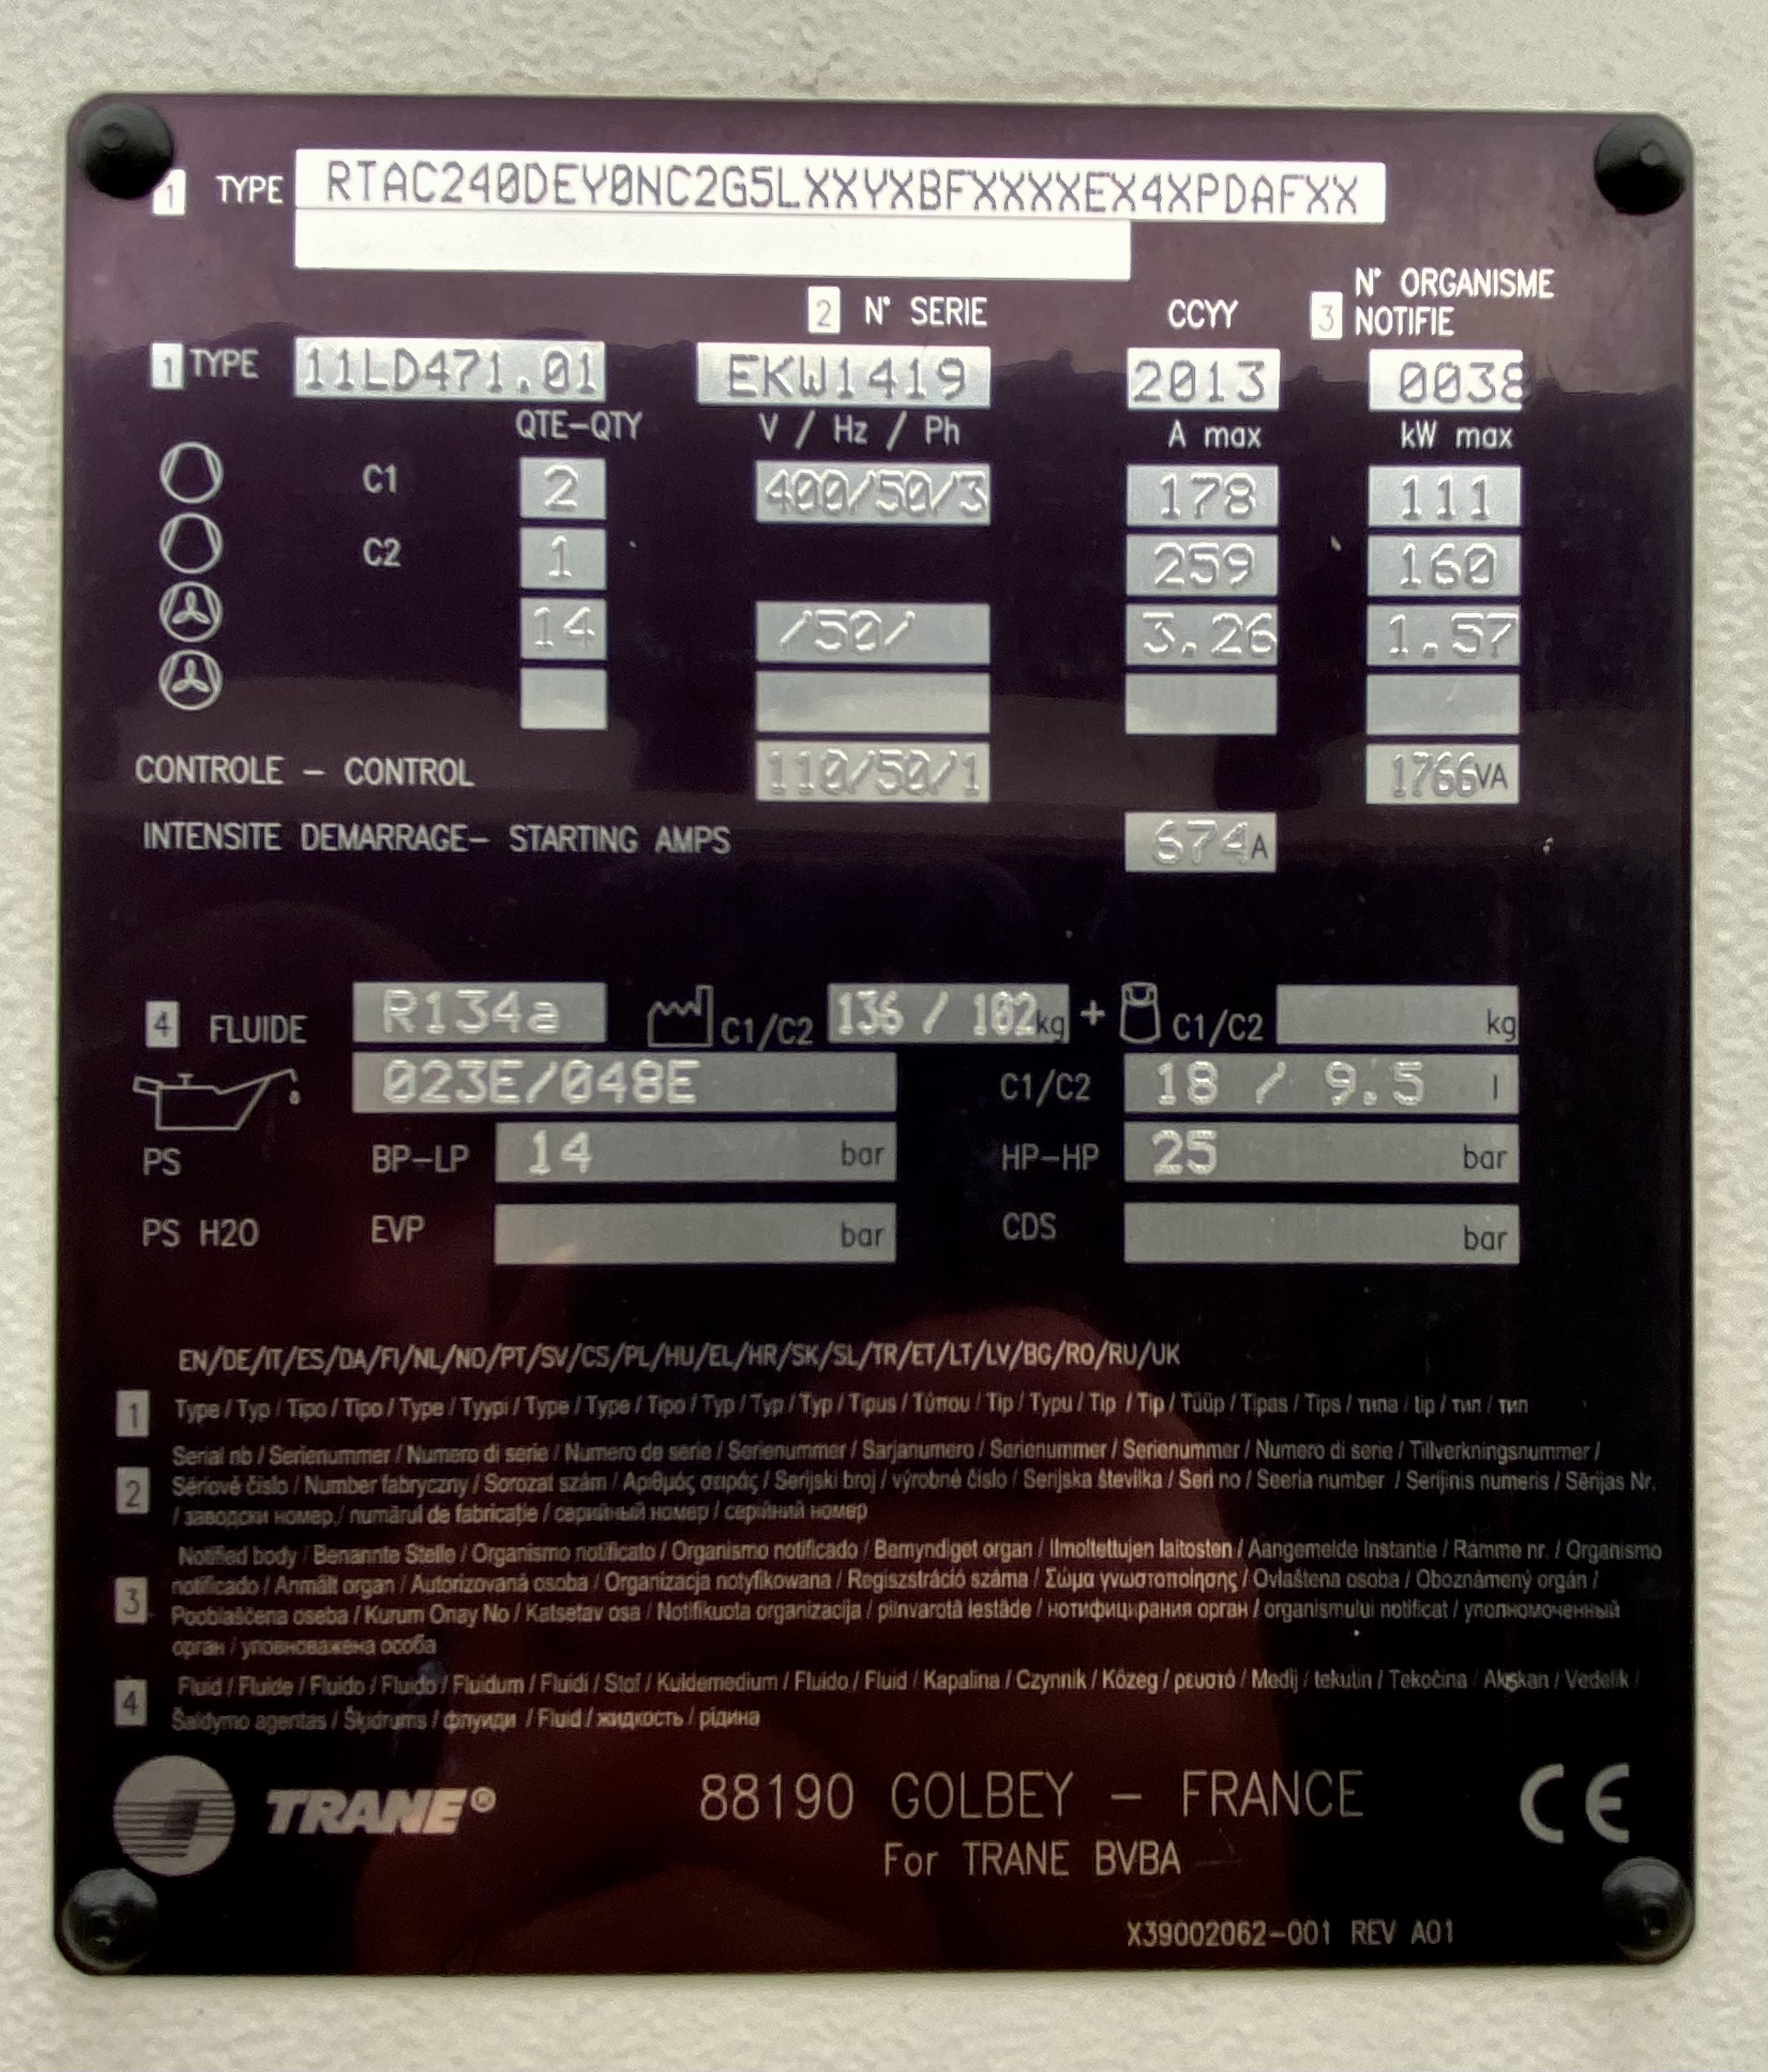 1 TYPE RTAC240DEY0NC2G5LXXYXBFXXXXEX4XPDAFXX
2 N° SERIE CCYY 3 N° ORGANISME NOTIFIE
1 TYPE 11LD471.01 EKW1419 2013 0038
QTE-QTY V / Hz / Ph A max kW max
C1 2 400/50/3 178 111
C2 1 259 160
14 /50/ 3.26 1.57
CONTROLE - CONTROL 110/50/1 1766VA
INTENSITE DEMARRAGE- STARTING AMPS 674A
4 FLUIDE R134a C1/C2 136 / 102kg + C1/C2 kg
023E/048E C1/C2 18 / 9.5 l
PS BP-LP 14 bar HP-HP 25 bar
PS H2O EVP bar CDS bar
EN/DE/IT/ES/DA/FI/NL/NO/PT/SV/CS/PL/HU/EL/HR/SK/SL/TR/ET/LT/LV/BG/RO/RU/UK
1 Type / Typ / Tipo / Tipo / Type / Tyypi / Type / Type / Tipo / Typ / Typ / Typ / Tipus / Τύπου / Tip / Typu / Tip / Tip / Tüüp / Tipas / Tips / типа / tip / тип / тип
Serial nb / Serienummer / Numero di serie / Numero de serie / Serienummer / Sarjanumero / Serienummer / Serienummer / Numero di serie / Tillverkningsnummer /
2 Sériové číslo / Number fabryczny / Sorozat szám / Αριθμός σειράς / Serijski broj / výrobné číslo / Serijska številka / Seri no / Seeria number / Serijinis numeris / Sērijas Nr.
/ заводски номер / numărul de fabricație / серийный номер / серійний номер
Notified body / Benannte Stelle / Organismo notificato / Organismo notificado / Bemyndiget organ / Ilmoitettujen laitosten / Aangemelde Instantie / Ramme nr. / Organismo
3 notificado / Anmält organ / Autorizovaná osoba / Organizacja notyfikowana / Regisztráció száma / Σώμα γνωστοποίησης / Ovlaštena osoba / Oboznámený orgán /
Pooblaščena oseba / Kurum Onay No / Katsetav osa / Notifikuota organizacija / pilnvarotā iestāde / нотифицирания орган / organismului notificat / уполномоченный
орган / уповноважена особа
4 Fluid / Fluide / Fluido / Fluido / Fluidum / Fluidi / Stof / Kuldemedium / Fluido / Fluid / Kapalina / Czynnik / Közeg / ρευστό / Medij / tekutin / Tekočina / Akışkan / Vedelik /
Šaldymo agentas / Šķidrums / флуиди / Fluid / жидкость / рідина
TRANE® 88190 GOLBEY - FRANCE CE
For TRANE BVBA
X39002062-001 REV A01